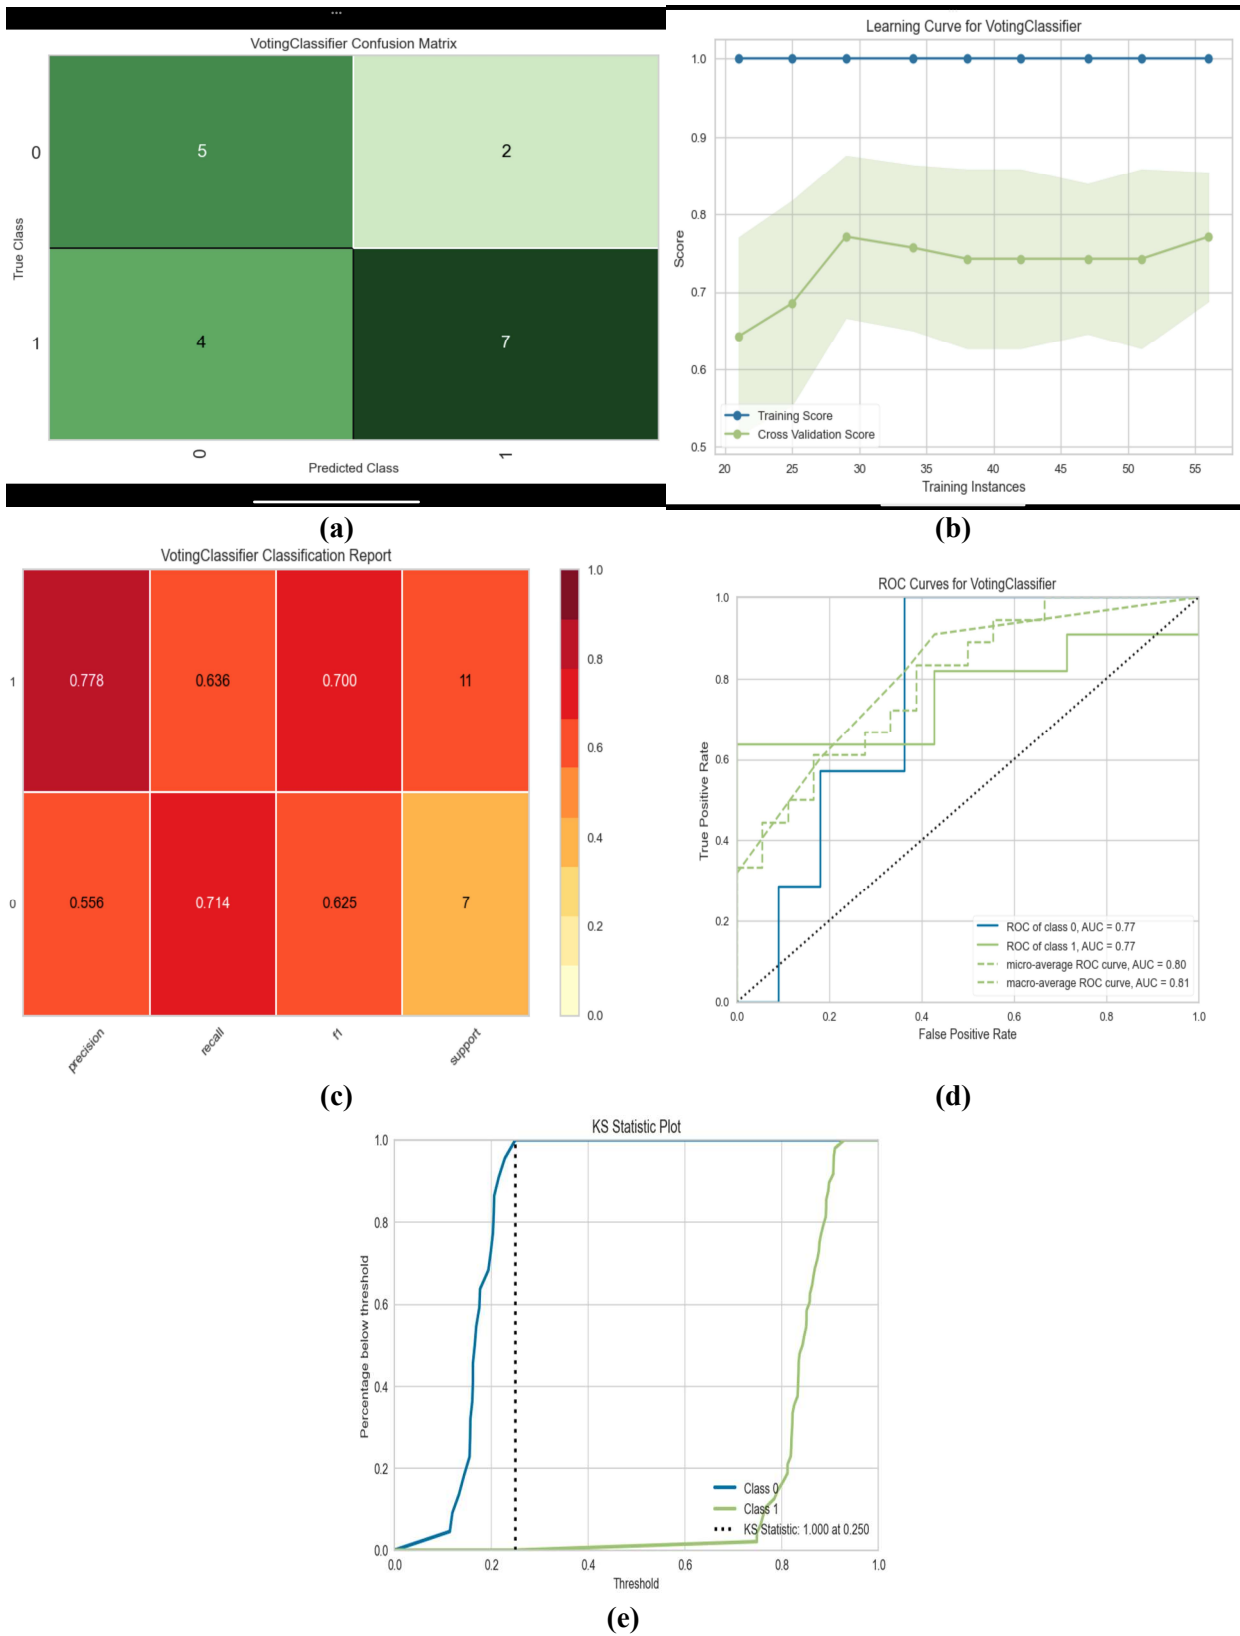 VotingClassifier Confusion Matrix
0
5
2
True Class
1
4
7
0
1
Predicted Class
(a)
Learning Curve for VotingClassifier
1.0
0.9
0.8
Score
0.7
0.6
0.5
Training Score
Cross Validation Score
20 25 30 35 40 45 50 55
Training Instances
(b)
VotingClassifier Classification Report
1
0.778 0.636 0.700 11
0
0.556 0.714 0.625 7
precision recall f1 support
1.0
0.8
0.6
0.4
0.2
0.0
(c)
ROC Curves for VotingClassifier
1.0
0.8
0.6
True Positive Rate
0.4
0.2
0.0
ROC of class 0, AUC = 0.77
ROC of class 1, AUC = 0.77
micro-average ROC curve, AUC = 0.80
macro-average ROC curve, AUC = 0.81
0.0 0.2 0.4 0.6 0.8 1.0
False Positive Rate
(d)
KS Statistic Plot
1.0
0.8
0.6
Percentage below threshold
0.4
0.2
0.0
Class 0
Class 1
KS Statistic: 1.000 at 0.250
0.0 0.2 0.4 0.6 0.8 1.0
Threshold
(e)